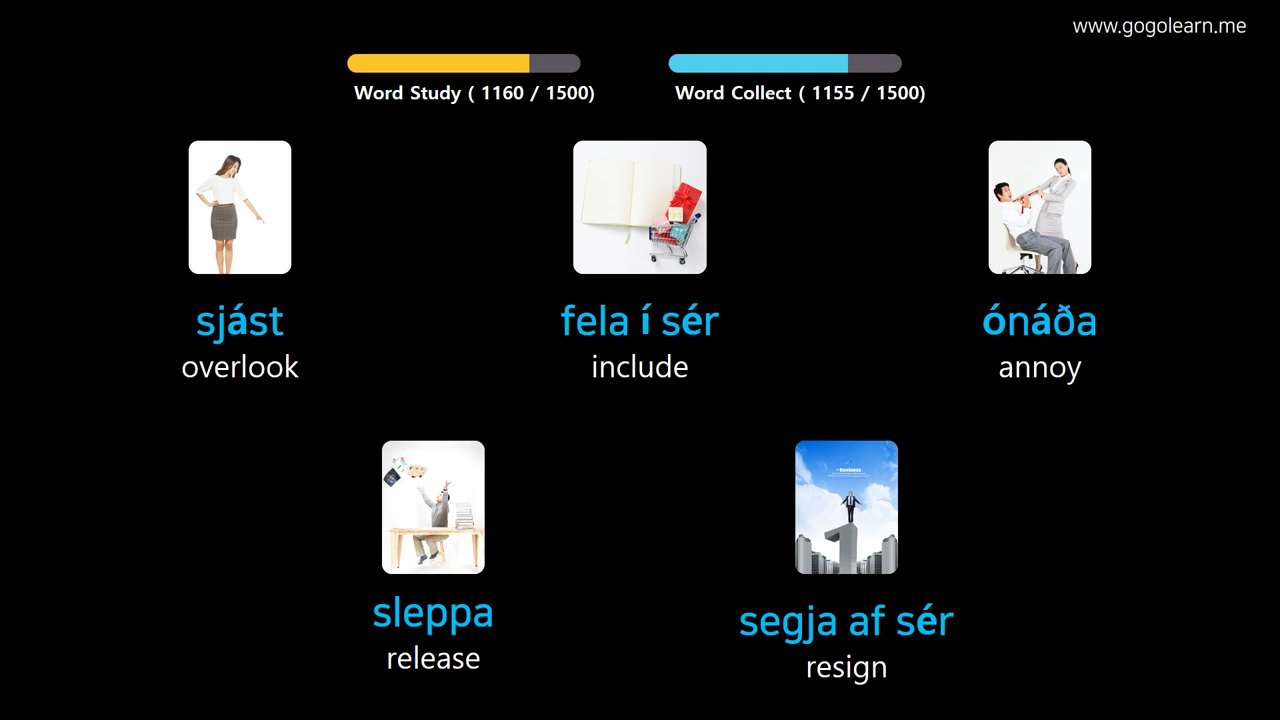 www.gogolearn.me
Word Study ( 1160 / 1500)
Word Collect ( 1155 / 1500)
sjást
overlook
fela í sér
include
ónáða
annoy
Business
sleppa
release
segja af sér
resign